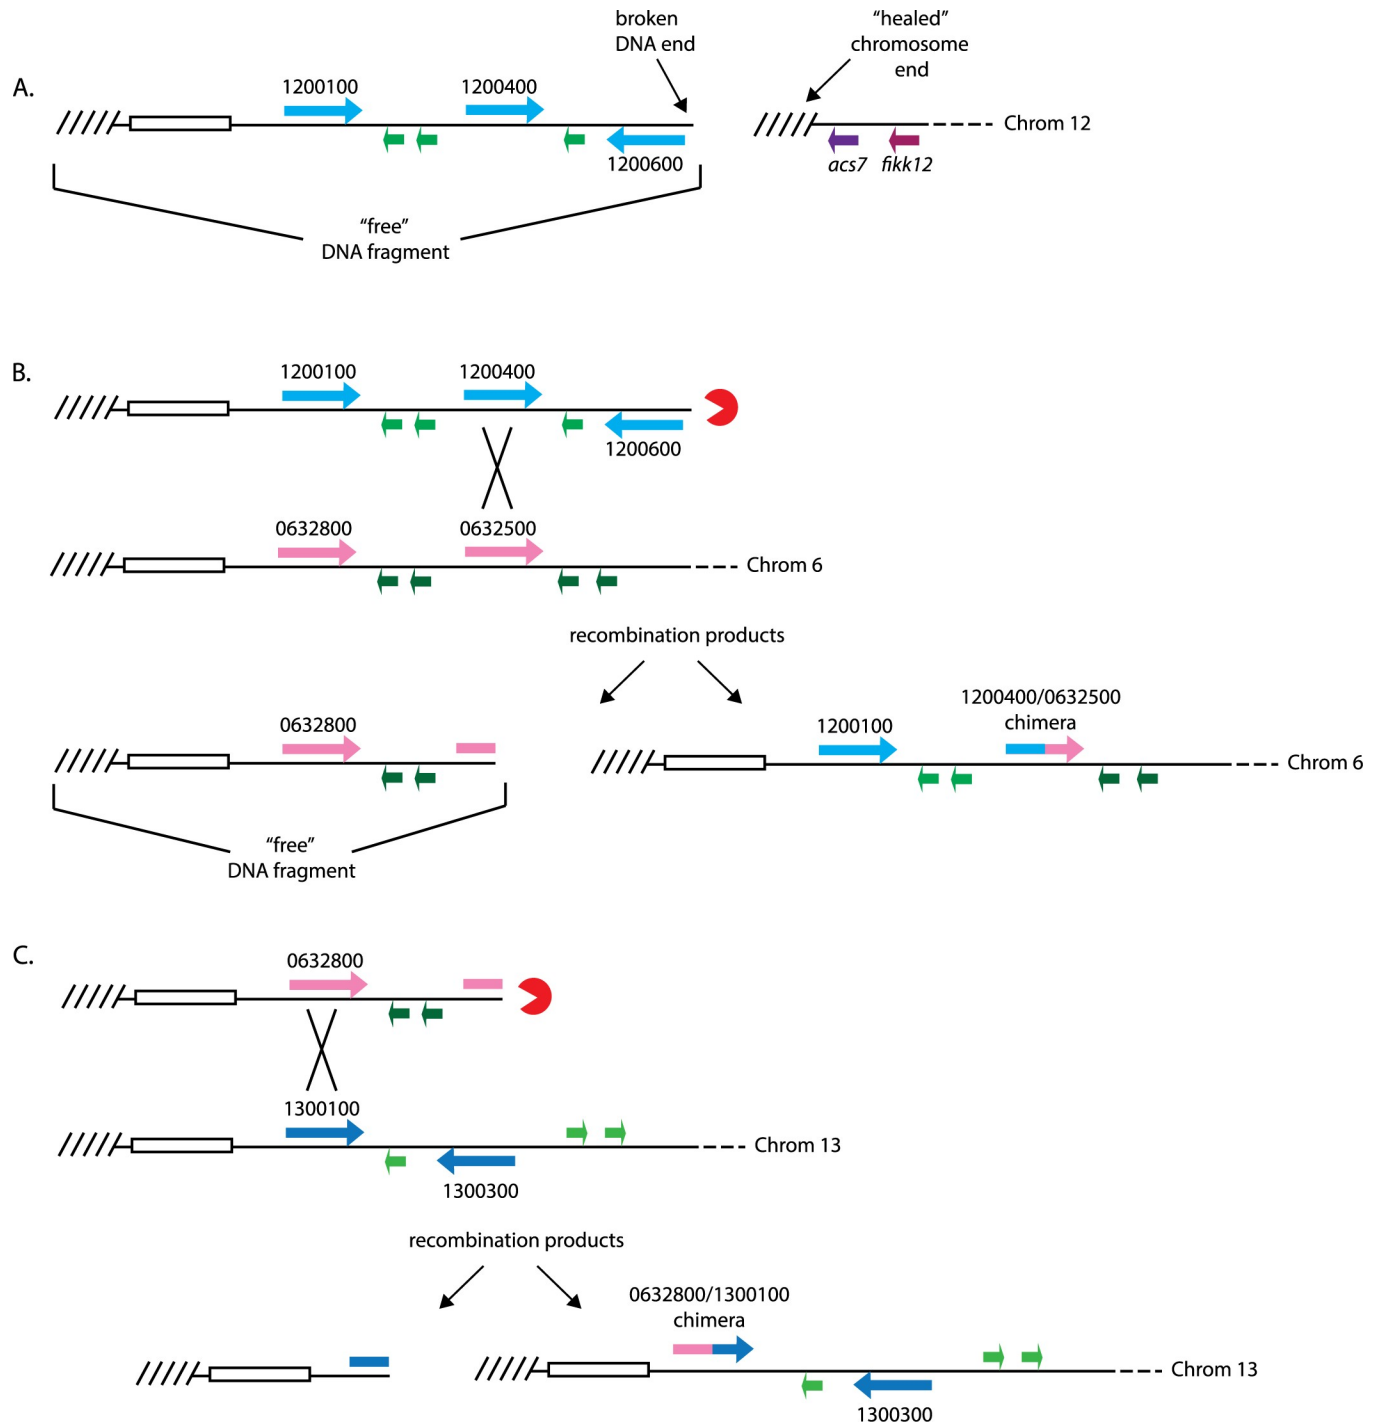 A.
broken
DNA end
"healed"
chromosome
end
1200100
1200400
1200600
acs7
fikk12
Chrom 12
"free"
DNA fragment
B.
1200100
1200400
1200600
0632800
0632500
Chrom 6
recombination products
0632800
"free"
DNA fragment
1200100
1200400/0632500
chimera
Chrom 6
C.
0632800
1300100
1300300
Chrom 13
recombination products
0632800/1300100
chimera
Chrom 13
1300300